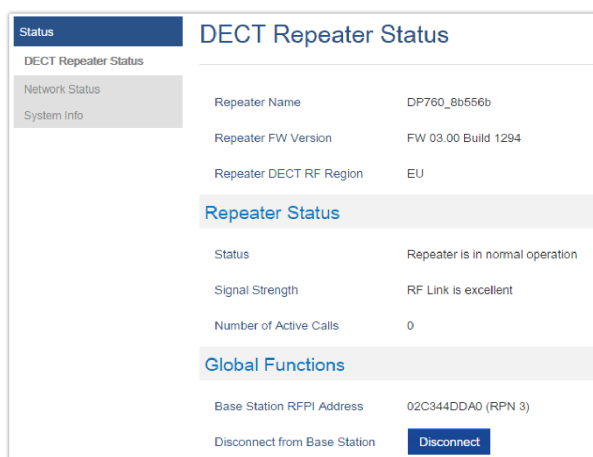 Status
DECT Repeater Status
Network Status
System Info
DECT Repeater Status
Repeater Name DP760_8b556b
Repeater FW Version FW 03.00 Build 1294
Repeater DECT RF Region EU
Repeater Status
Status Repeater is in normal operation
Signal Strength RF Link is excellent
Number of Active Calls 0
Global Functions
Base Station RFPI Address 02C344DDA0 (RPN 3)
Disconnect from Base Station Disconnect